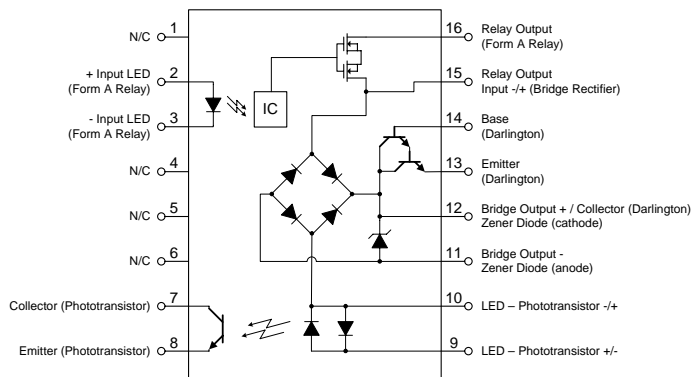 1
N/C
2
+ Input LED
(Form A Relay)
3
- Input LED
(Form A Relay)
4
N/C
5
N/C
6
N/C
7
Collector (Phototransistor)
8
Emitter (Phototransistor)
IC
16
Relay Output
(Form A Relay)
15
Relay Output
Input -/+ (Bridge Rectifier)
14
Base
(Darlington)
13
Emitter
(Darlington)
12
Bridge Output + / Collector (Darlington)
Zener Diode (cathode)
11
Bridge Output -
Zener Diode (anode)
10
LED – Phototransistor -/+
9
LED – Phototransistor +/-